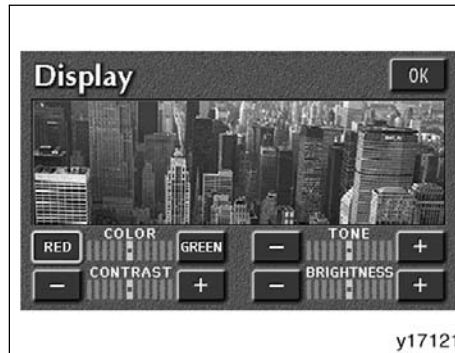 Display OK
COLOR TONE
RED GREEN − +
CONTRAST BRIGHTNESS
− + − +
y17121